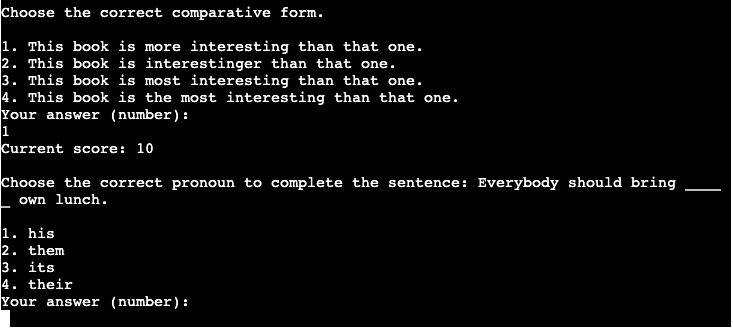 Choose the correct comparative form.
1. This book is more interesting than that one.
2. This book is interestinger than that one.
3. This book is most interesting than that one.
4. This book is the most interesting than that one.
Your answer (number):
1
Current score: 10
Choose the correct pronoun to complete the sentence: Everybody should bring ____
_ own lunch.
1. his
2. them
3. its
4. their
Your answer (number):